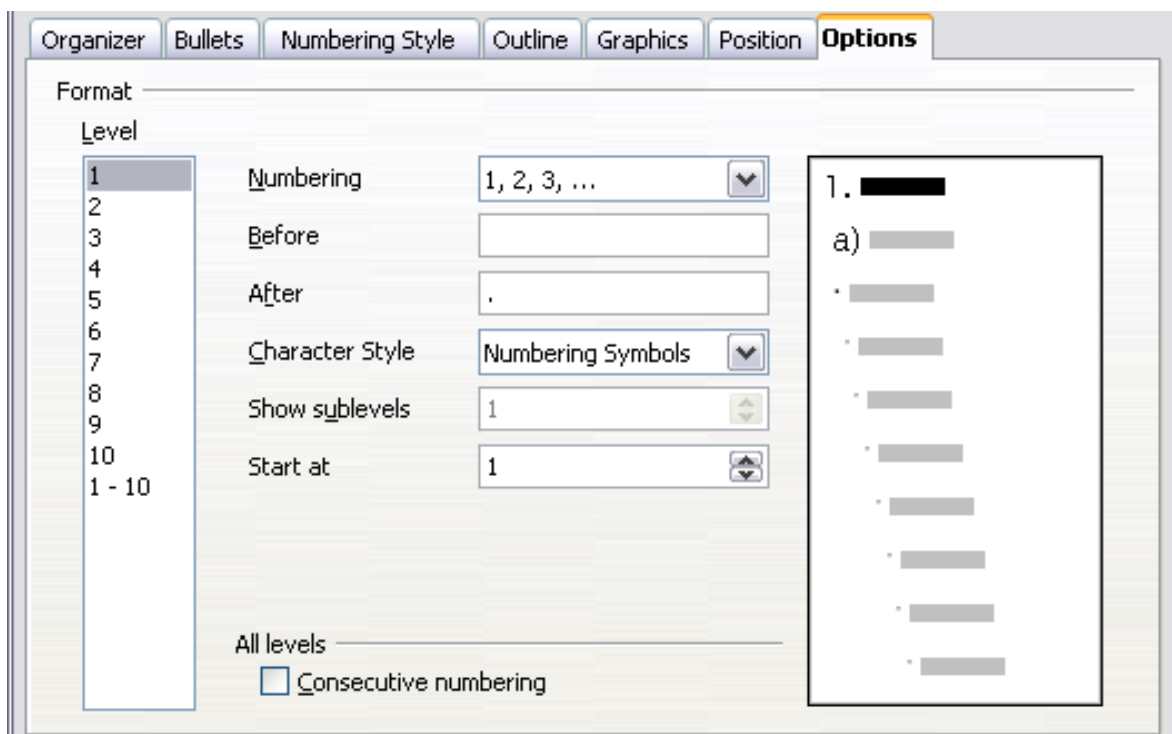 Organizer Bullets Numbering Style Outline Graphics Position Options
Format
Level
1
2
3
4
5
6
7
8
9
10
1 - 10
Numbering 1, 2, 3, ...
Before
After .
Character Style Numbering Symbols
Show sublevels 1
Start at 1
All levels
Consecutive numbering
1.
a)